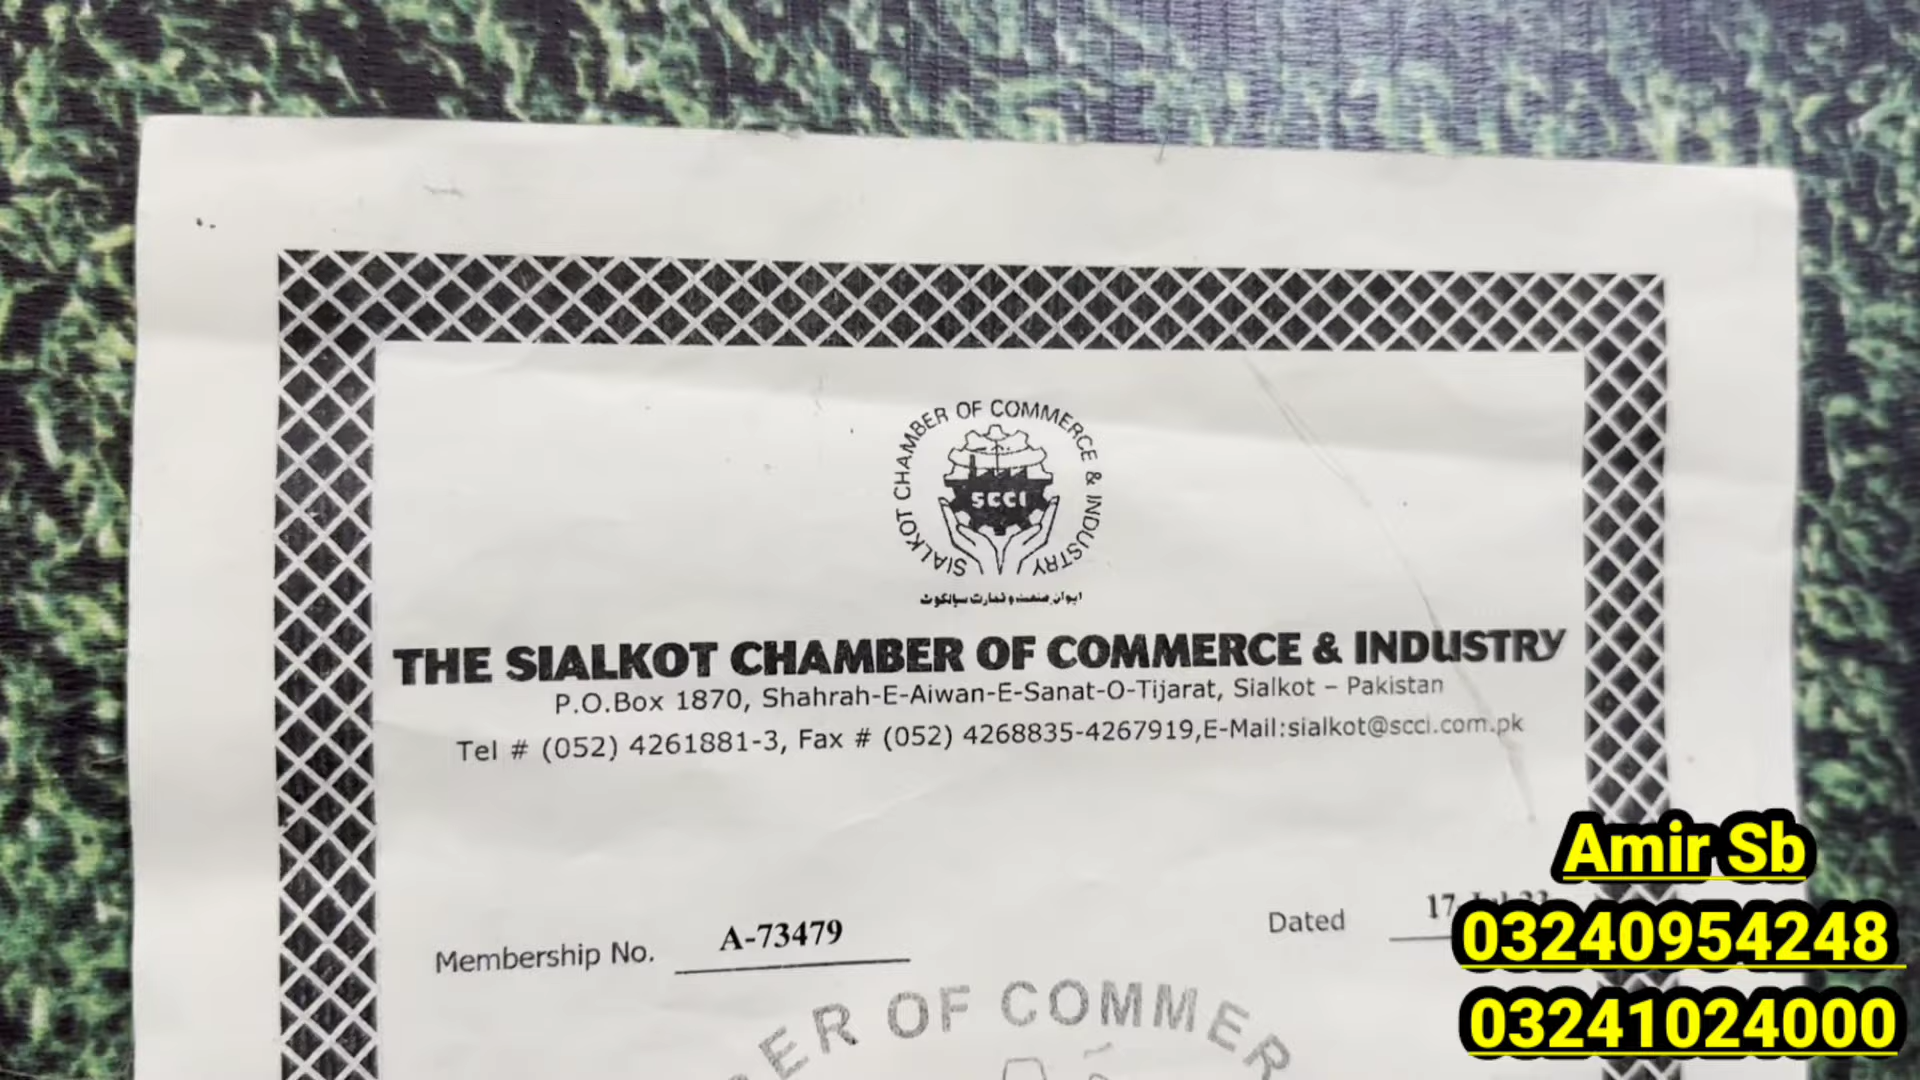 SIALKOT CHAMBER OF COMMERCE & INDUSTRY
SCCI
ایوان صنعت و تجارت سیالکوٹ
THE SIALKOT CHAMBER OF COMMERCE & INDUSTRY
P.O.Box 1870, Shahrah-E-Aiwan-E-Sanat-O-Tijarat, Sialkot – Pakistan
Tel # (052) 4261881-3, Fax # (052) 4268835-4267919,E-Mail:sialkot@scci.com.pk
Membership No. A-73479
Dated 17
OF COMMER
Amir Sb
03240954248
03241024000